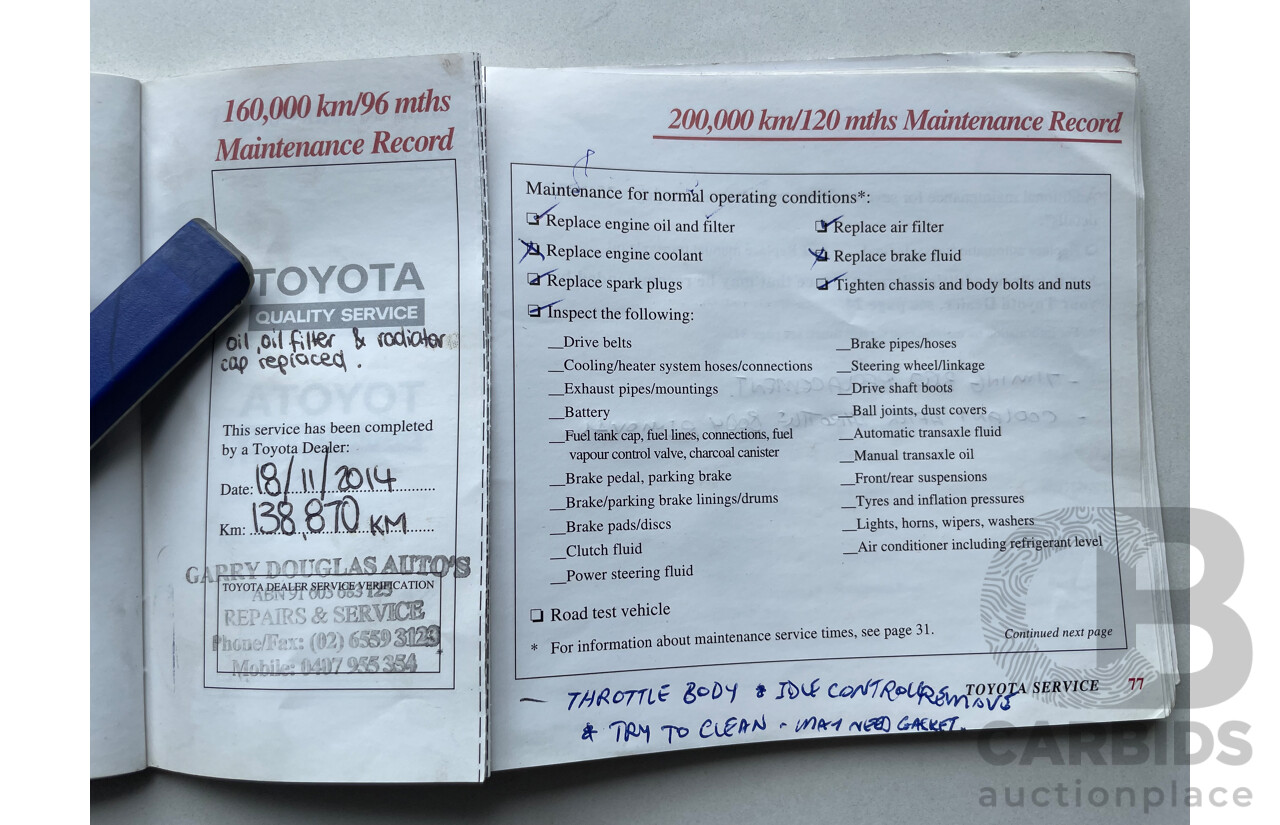 160,000 km/96 mths
Maintenance Record
TOYOTA
QUALITY SERVICE
oil, oil filter & radiator
cap replaced.
This service has been completed
by a Toyota Dealer:
Date: 18/11/2014
Km: 138,870 KM
GARRY DOUGLAS AUTO'S
TOYOTA DEALER SERVICE VERIFICATION
ABN 91 603 683 123
REPAIRS & SERVICE
Phone/Fax: (02) 6559 3123
Mobile: 0407 955 354
200,000 km/120 mths Maintenance Record
Maintenance for normal operating conditions*:
Replace engine oil and filter
Replace engine coolant
Replace spark plugs
Inspect the following:
Replace air filter
Replace brake fluid
Tighten chassis and body bolts and nuts
__Drive belts
__Cooling/heater system hoses/connections
__Exhaust pipes/mountings
__Battery
__Fuel tank cap, fuel lines, connections, fuel
vapour control valve, charcoal canister
__Brake pedal, parking brake
__Brake/parking brake linings/drums
__Brake pads/discs
__Clutch fluid
__Power steering fluid
__Brake pipes/hoses
__Steering wheel/linkage
__Drive shaft boots
__Ball joints, dust covers
__Automatic transaxle fluid
__Manual transaxle oil
__Front/rear suspensions
__Tyres and inflation pressures
__Lights, horns, wipers, washers
__Air conditioner including refrigerant level
Road test vehicle
* For information about maintenance service times, see page 31.
Continued next page
TOYOTA SERVICE 77
- THROTTLE BODY & IDLE CONTROL REMOVE
& TRY TO CLEAN - MAY NEED GASKET.
CB
CARBIDS
auctionplace